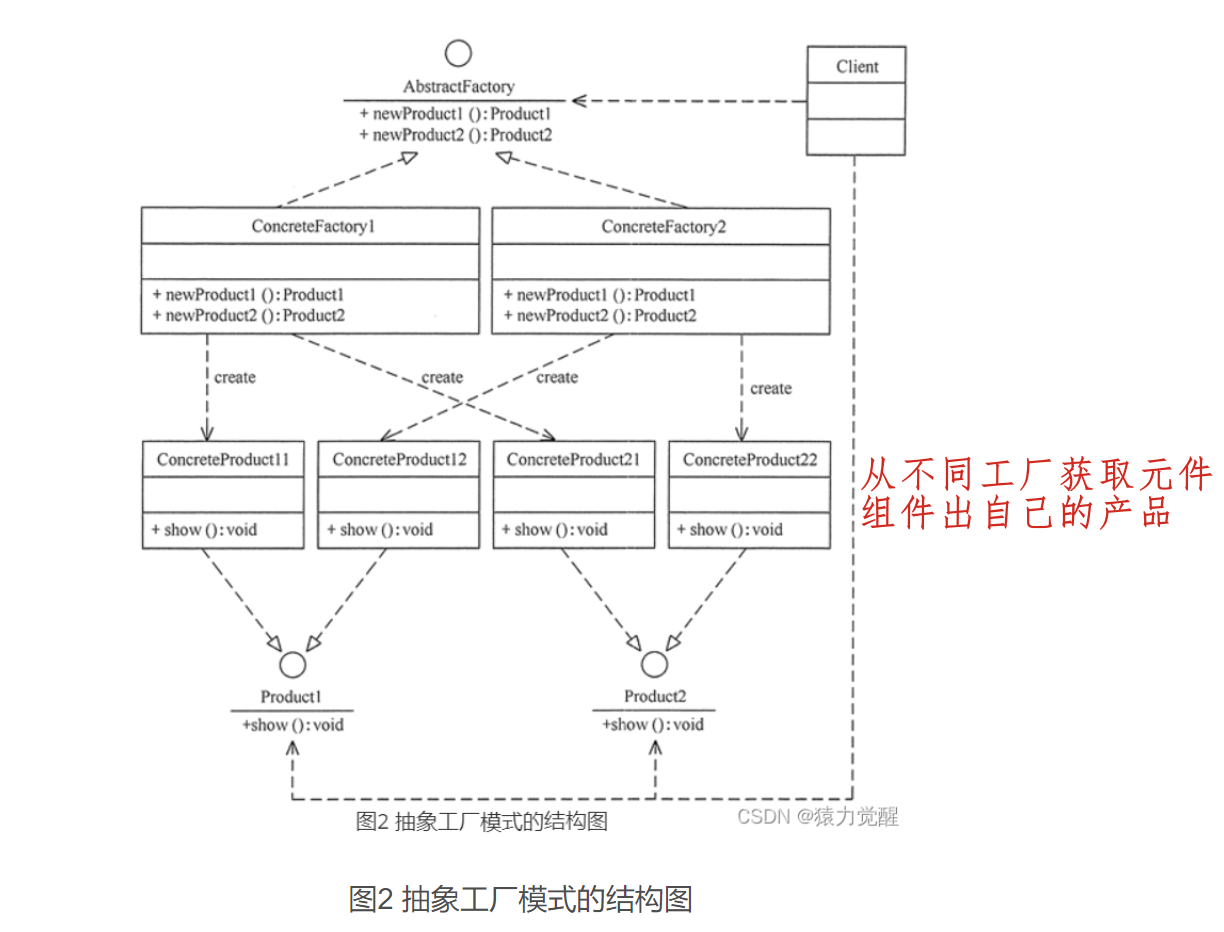 AbstractFactory
+ newProduct1 (): Product1
+ newProduct2 (): Product2
Client
ConcreteFactory1
+ newProduct1 (): Product1
+ newProduct2 (): Product2
ConcreteFactory2
+ newProduct1 (): Product1
+ newProduct2 (): Product2
create
create
create
create
ConcreteProduct11
+ show (): void
ConcreteProduct12
+ show (): void
ConcreteProduct21
+ show (): void
ConcreteProduct22
+ show (): void
从不同工厂获取元件
组件出自己的产品
Product1
+show (): void
Product2
+show (): void
图2 抽象工厂模式的结构图
CSDN @猿力觉醒
图2 抽象工厂模式的结构图